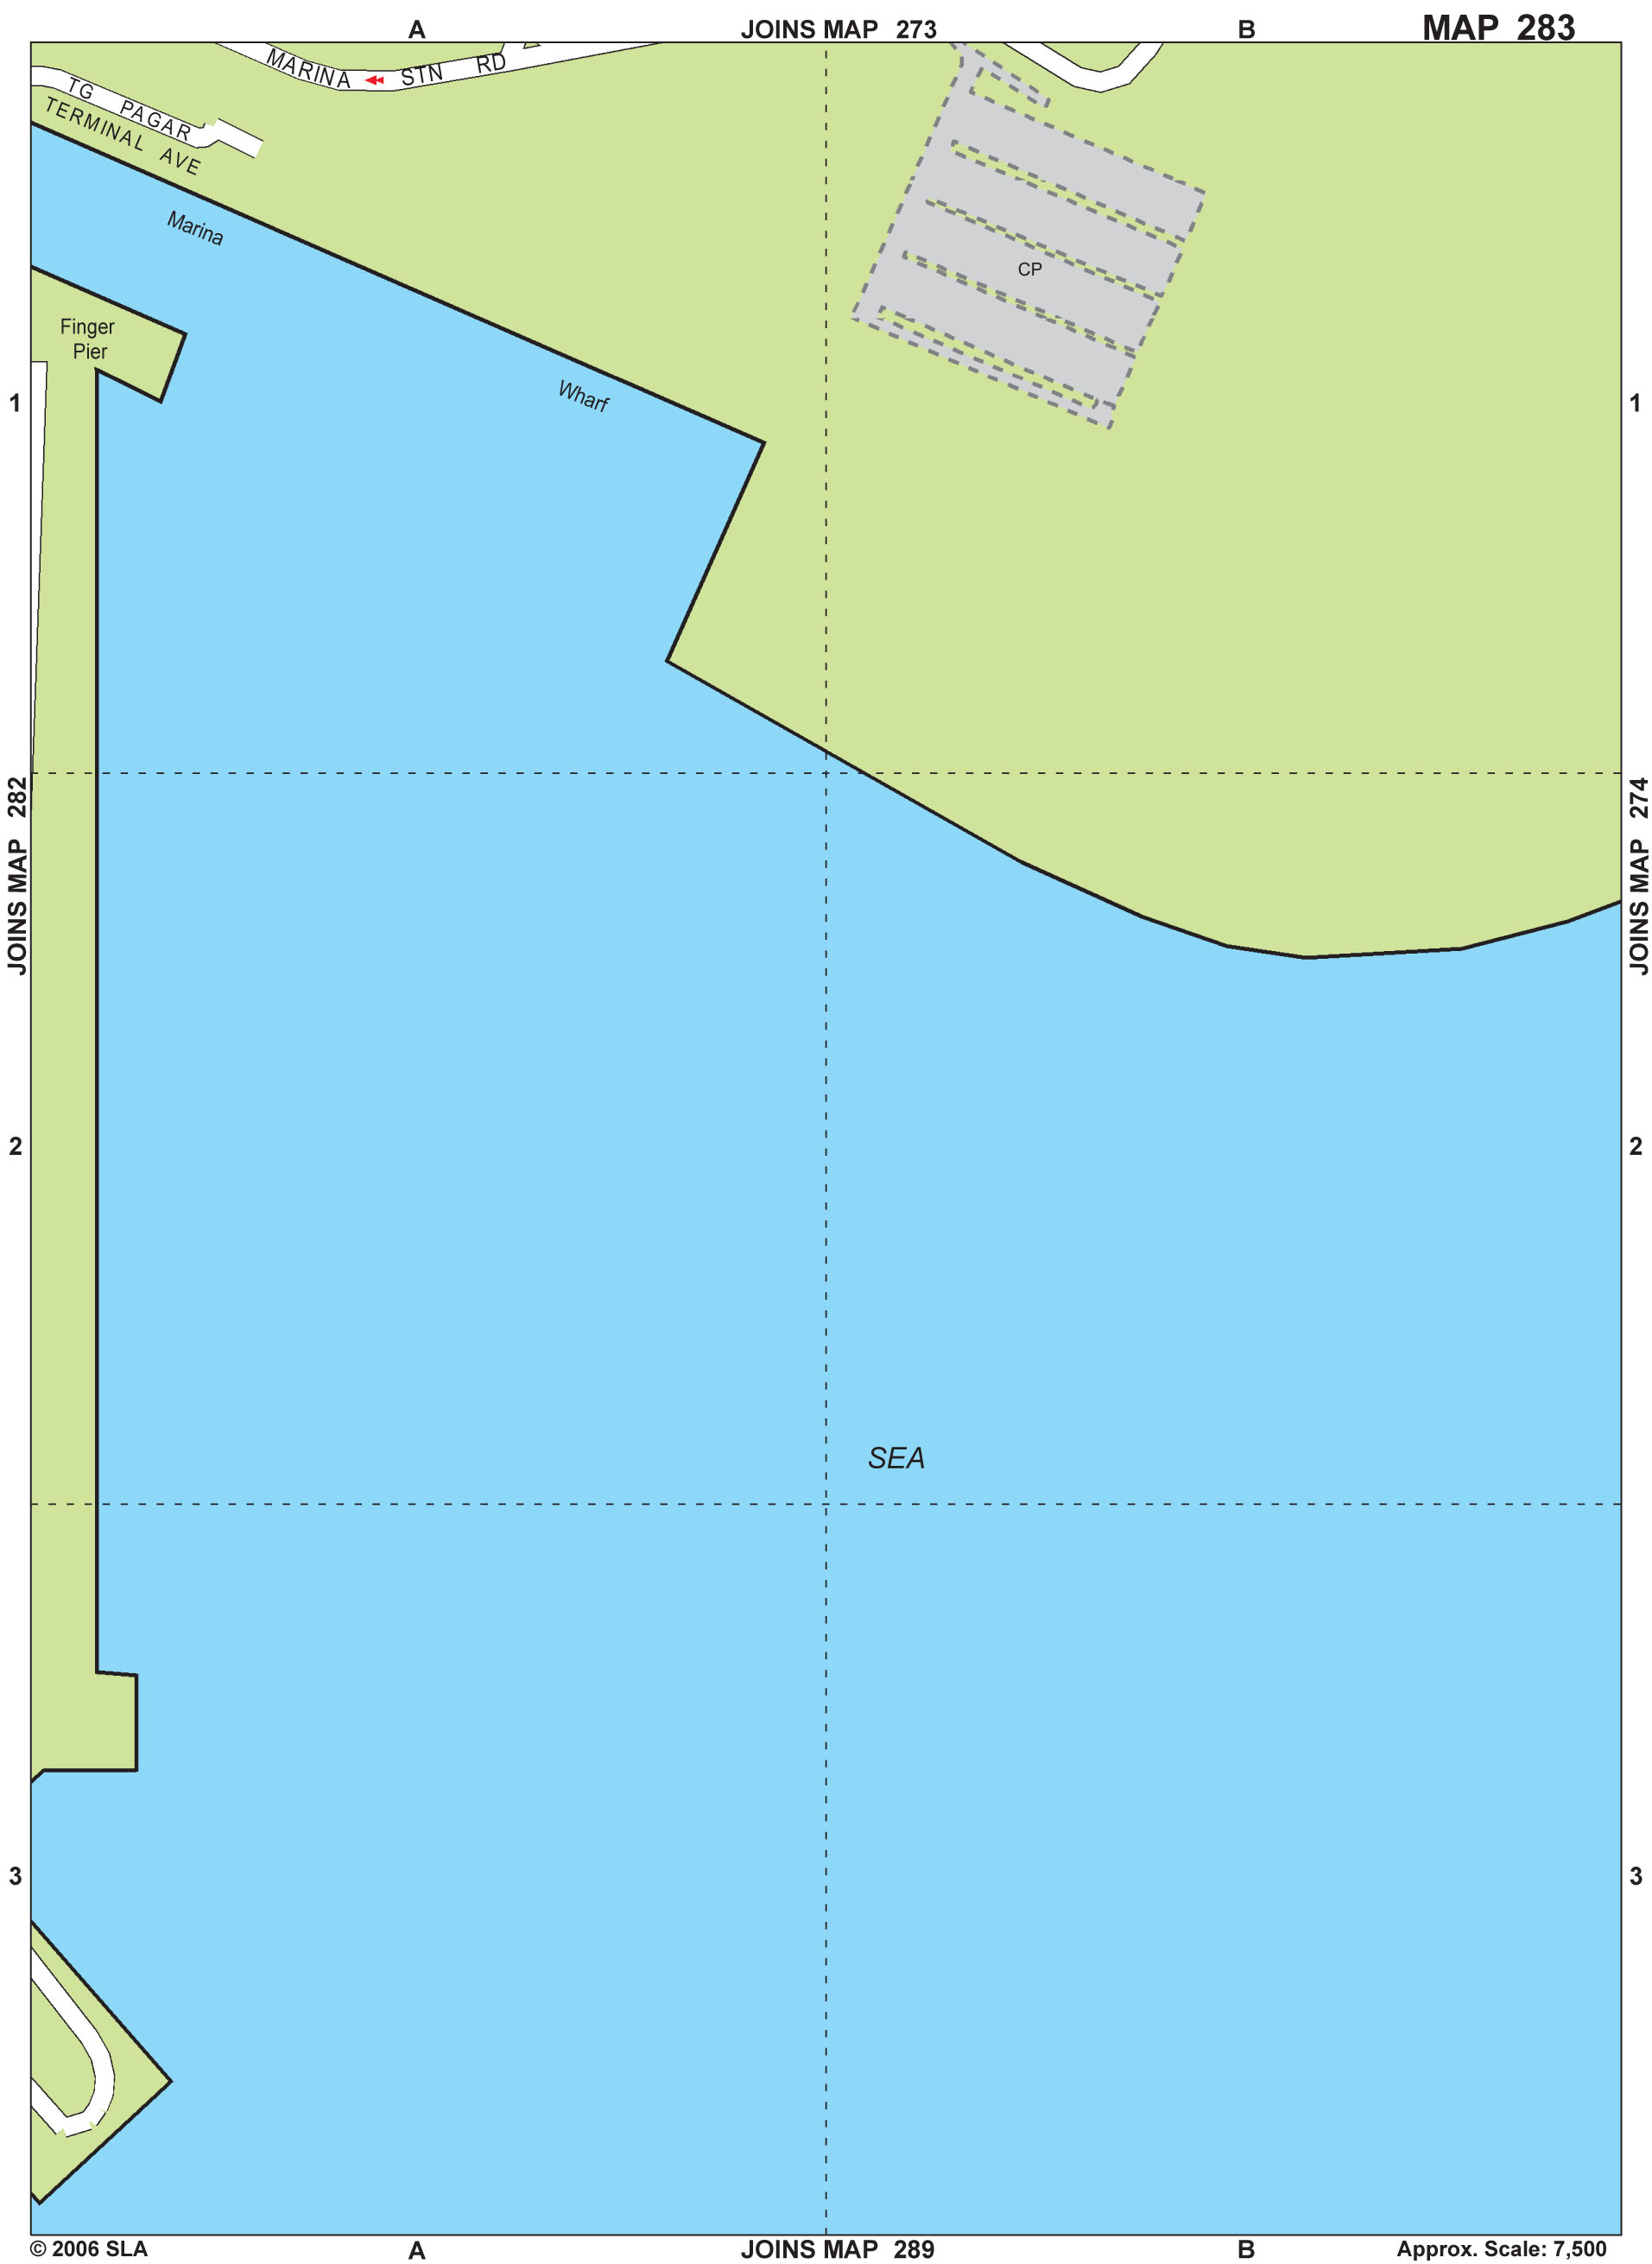 A
JOINS MAP 273
B
MAP 283
MARINA STN RD
TG PAGAR
TERMINAL AVE
Marina
CP
Finger
Pier
Wharf
1
1
JOINS MAP 282
JOINS MAP 274
2
2
SEA
3
3
© 2006 SLA
A
JOINS MAP 289
B
Approx. Scale: 7,500